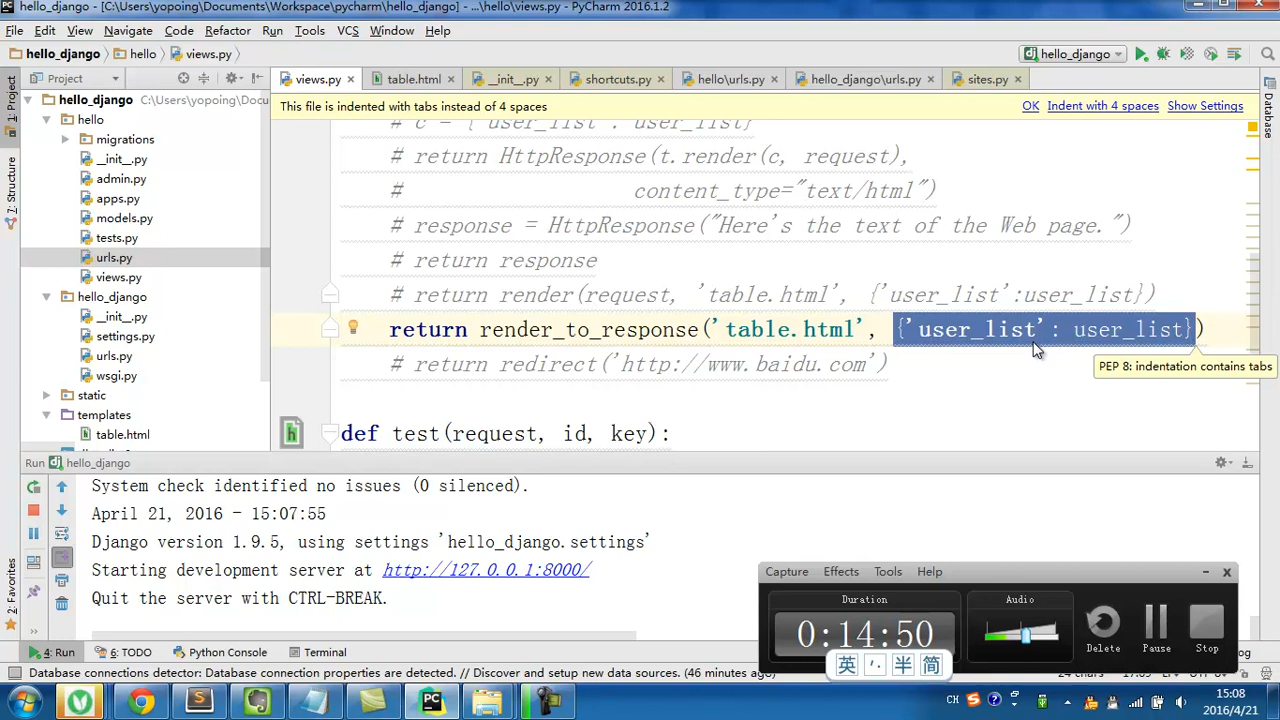 hello_django - [C:\Users\yopoing\Documents\Workspace\pycharm\hello_django] - ...\hello\views.py - PyCharm 2016.1.2
File Edit View Navigate Code Refactor Run Tools VCS Window Help
hello_django hello views.py hello_django
Project views.py table.html __init__.py shortcuts.py hello\urls.py hello_django\urls.py sites.py
1: Project
7: Structure
2: Favorites
Database
hello_django C:\Users\yopoing\Docu
hello
migrations
__init__.py
admin.py
apps.py
models.py
tests.py
urls.py
views.py
hello_django
__init__.py
settings.py
urls.py
wsgi.py
static
templates
table.html
This file is indented with tabs instead of 4 spaces OK Indent with 4 spaces Show Settings
# c = {'user_list': user_list}
# return HttpResponse(t.render(c, request),
# content_type="text/html")
# response = HttpResponse("Here's the text of the Web page.")
# return response
# return render(request, 'table.html', {'user_list':user_list})
return render_to_response('table.html', {'user_list': user_list})
# return redirect('http://www.baidu.com')
PEP 8: indentation contains tabs
def test(request, id, key):
Run hello_django
System check identified no issues (0 silenced).
April 21, 2016 - 15:07:55
Django version 1.9.5, using settings 'hello_django.settings'
Starting development server at http://127.0.0.1:8000/
Quit the server with CTRL-BREAK.
Capture Effects Tools Help
Duration
0:14:50
Audio
Delete Pause Stop
英 半 简
4: Run 6: TODO Python Console Terminal
Database connections detector: Database connection properties are detected. // Discover and setup new data sources. (46 minutes ago)
CH
15:08
2016/4/21